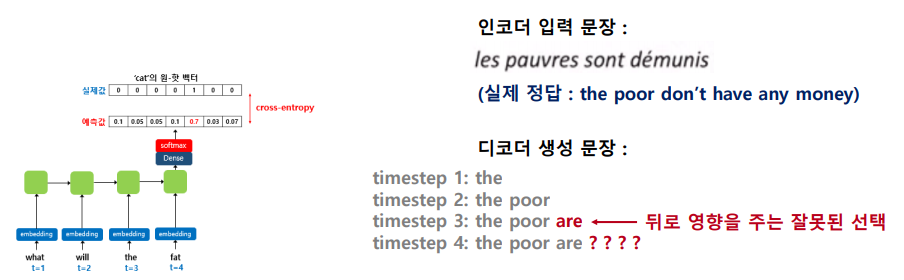 'cat'의 원-핫 벡터
실제값 0 0 0 0 1 0 0
cross-entropy
예측값 0.1 0.05 0.05 0.1 0.7 0.03 0.07
softmax
Dense
embedding embedding embedding embedding
what will the fat
t=1 t=2 t=3 t=4
인코더 입력 문장 :
les pauvres sont démunis
(실제 정답 : the poor don't have any money)
디코더 생성 문장 :
timestep 1: the
timestep 2: the poor
timestep 3: the poor are 뒤로 영향을 주는 잘못된 선택
timestep 4: the poor are ? ? ? ?